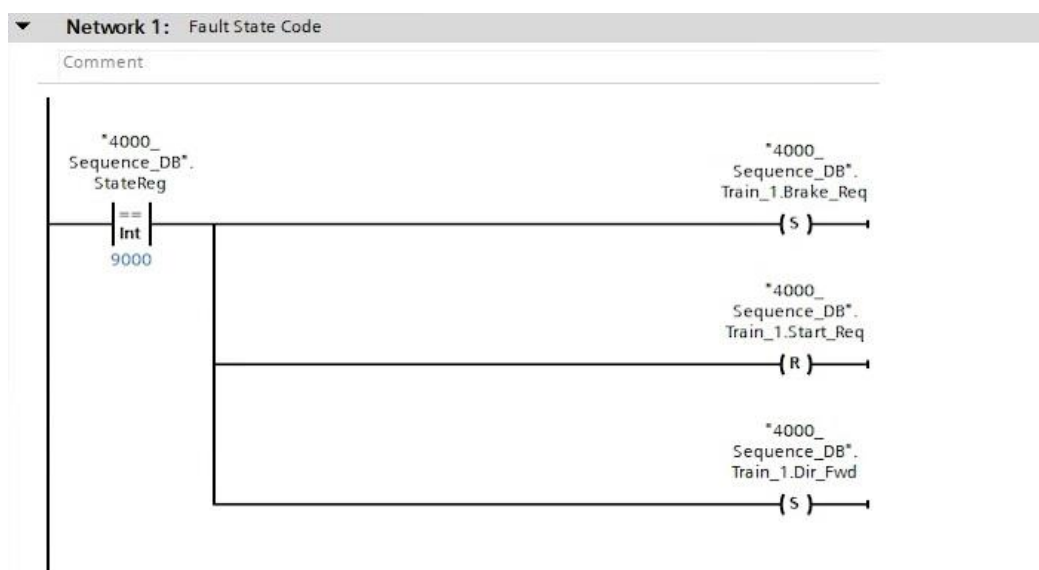 Network 1: Fault State Code
Comment
"4000_
Sequence_DB".
StateReg
==
Int
9000
"4000_
Sequence_DB".
Train_1.Brake_Req
( S )
"4000_
Sequence_DB".
Train_1.Start_Req
( R )
"4000_
Sequence_DB".
Train_1.Dir_Fwd
( S )